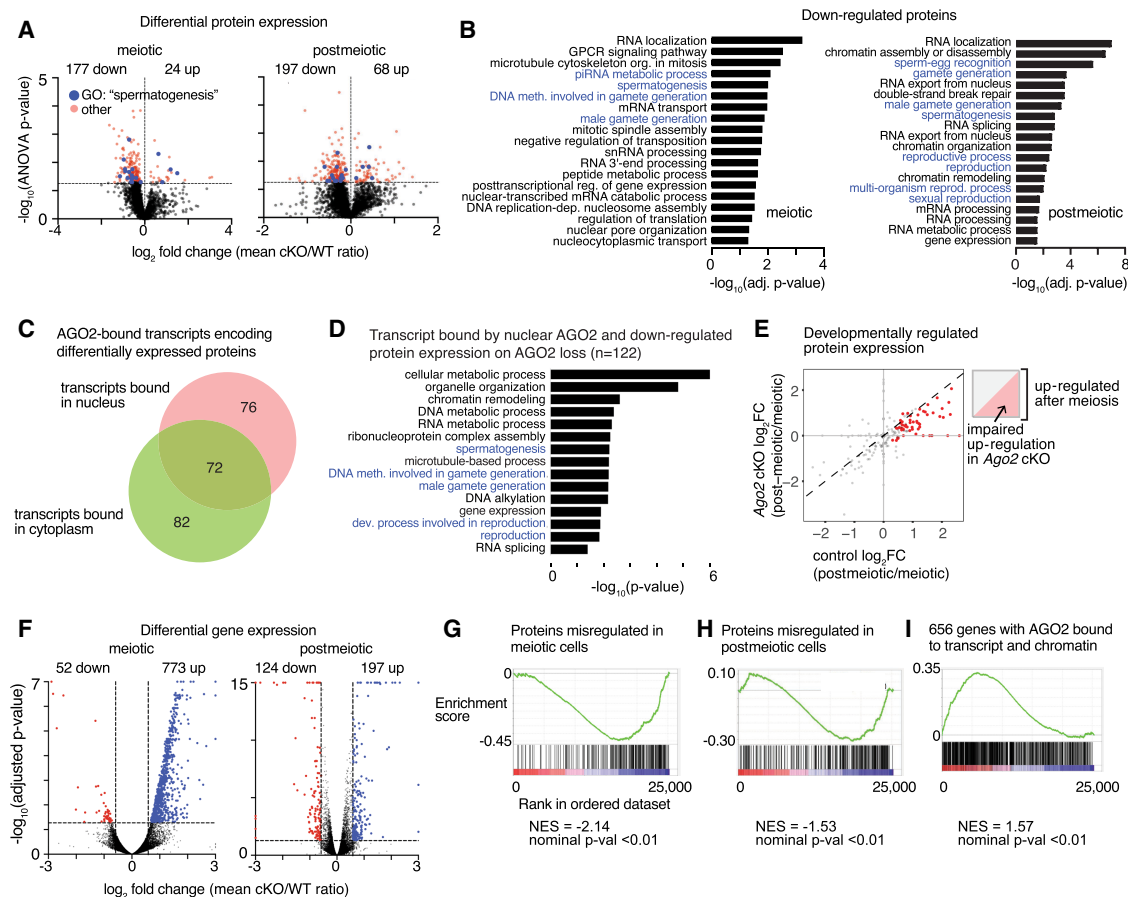 A
Differential protein expression
meiotic
postmeiotic
177 down
24 up
197 down
68 up
5
GO: “spermatogenesis”
other
-log10(ANOVA p-value)
0
-4
0
4
-2
0
2
log2 fold change (mean cKO/WT ratio)
B
Down-regulated proteins
RNA localization
GPCR signaling pathway
microtubule cytoskeleton org. in mitosis
piRNA metabolic process
spermatogenesis
DNA meth. involved in gamete generation
mRNA transport
male gamete generation
mitotic spindle assembly
negative regulation of transposition
snRNA processing
RNA 3'-end processing
peptide metabolic process
posttranscriptional reg. of gene expression
nuclear-transcribed mRNA catabolic process
DNA replication-dep. nucleosome assembly
regulation of translation
nuclear pore organization
nucleocytoplasmic transport
meiotic
0
2
4
-log10(adj. p-value)
RNA localization
chromatin assembly or disassembly
sperm-egg recognition
gamete generation
RNA export from nucleus
double-strand break repair
male gamete generation
spermatogenesis
RNA splicing
RNA export from nucleus
chromatin organization
reproductive process
reproduction
chromatin remodeling
multi-organism reprod. process
sexual reproduction
mRNA processing
RNA processing
RNA metabolic process
gene expression
postmeiotic
0
4
8
-log10(adj. p-value)
C
AGO2-bound transcripts encoding
differentially expressed proteins
transcripts bound
in nucleus
76
72
transcripts bound
in cytoplasm
82
D
Transcript bound by nuclear AGO2 and down-regulated
protein expression on AGO2 loss (n=122)
cellular metabolic process
organelle organization
chromatin remodeling
DNA metabolic process
RNA metabolic process
ribonucleoprotein complex assembly
spermatogenesis
microtubule-based process
DNA meth. involved in gamete generation
male gamete generation
DNA alkylation
gene expression
dev. process involved in reproduction
reproduction
RNA splicing
0
6
-log10(p-value)
E
Developmentally regulated
protein expression
Ago2 cKO log2FC
(post-meiotic/meiotic)
2
0
−2
−2
−1
0
1
2
control log2FC
(postmeiotic/meiotic)
up-regulated
after meiosis
impaired
up-regulation
in Ago2 cKO
F
Differential gene expression
meiotic
postmeiotic
52 down
773 up
124 down
197 up
7
0
-log10(adjusted p-value)
15
0
-3
0
3
-3
0
3
log2 fold change (mean cKO/WT ratio)
G
Proteins misregulated in
meiotic cells
Enrichment
score
0
-0.45
0
25,000
Rank in ordered dataset
NES = -2.14
nominal p-val <0.01
H
Proteins misregulated in
postmeiotic cells
0.10
-0.30
0
25,000
NES = -1.53
nominal p-val <0.01
I
656 genes with AGO2 bound
to transcript and chromatin
0.35
0
0
25,000
NES = 1.57
nominal p-val <0.01